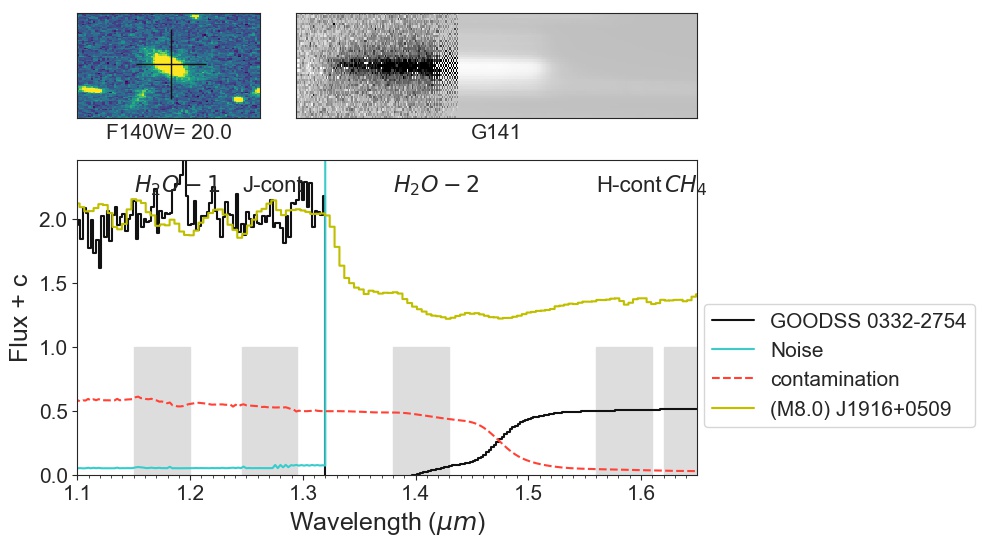 F140W= 20.0
G141
H₂O − 1
J-cont
H₂O − 2
H-cont
CH₄
2.0
1.5
1.0
0.5
0.0
1.1
1.2
1.3
1.4
1.5
1.6
Flux + c
Wavelength (μm)
GOODSS 0332-2754
Noise
contamination
(M8.0) J1916+0509